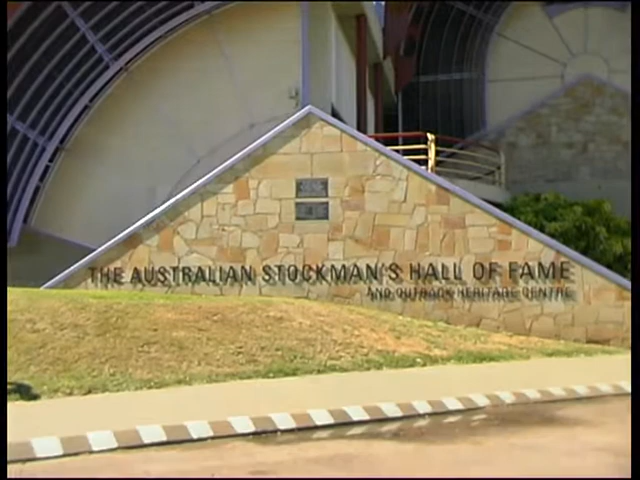 THE AUSTRALIAN STOCKMAN'S HALL OF FAME
AND OUTBACK HERITAGE CENTRE